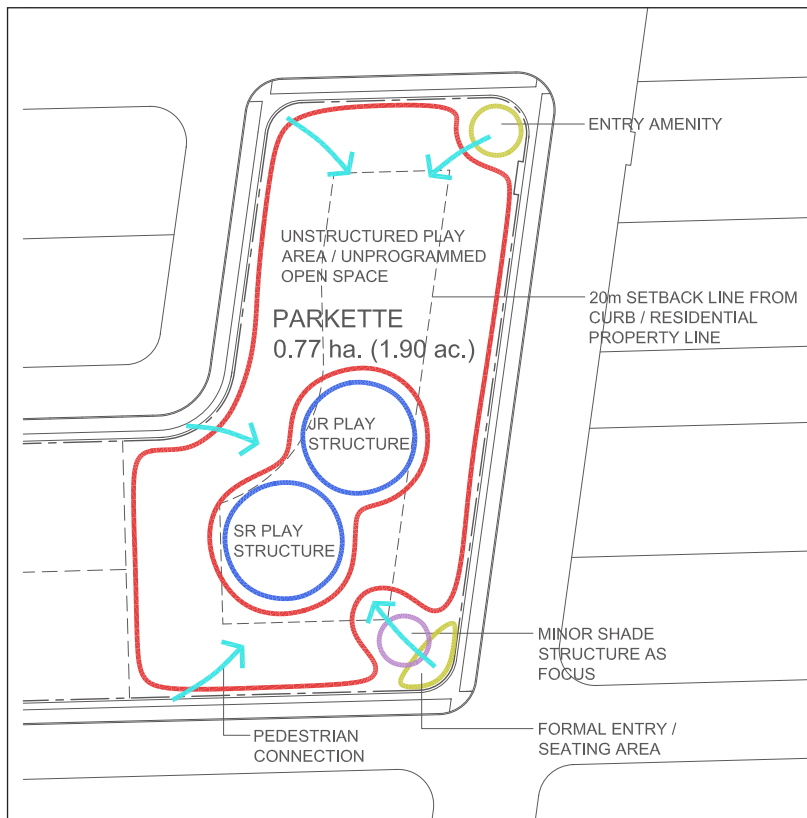 ENTRY AMENITY
UNSTRUCTURED PLAY
AREA / UNPROGRAMMED
OPEN SPACE
20m SETBACK LINE FROM
CURB / RESIDENTIAL
PROPERTY LINE
PARKETTE
0.77 ha. (1.90 ac.)
JR PLAY
STRUCTURE
SR PLAY
STRUCTURE
MINOR SHADE
STRUCTURE AS
FOCUS
PEDESTRIAN
CONNECTION
FORMAL ENTRY /
SEATING AREA